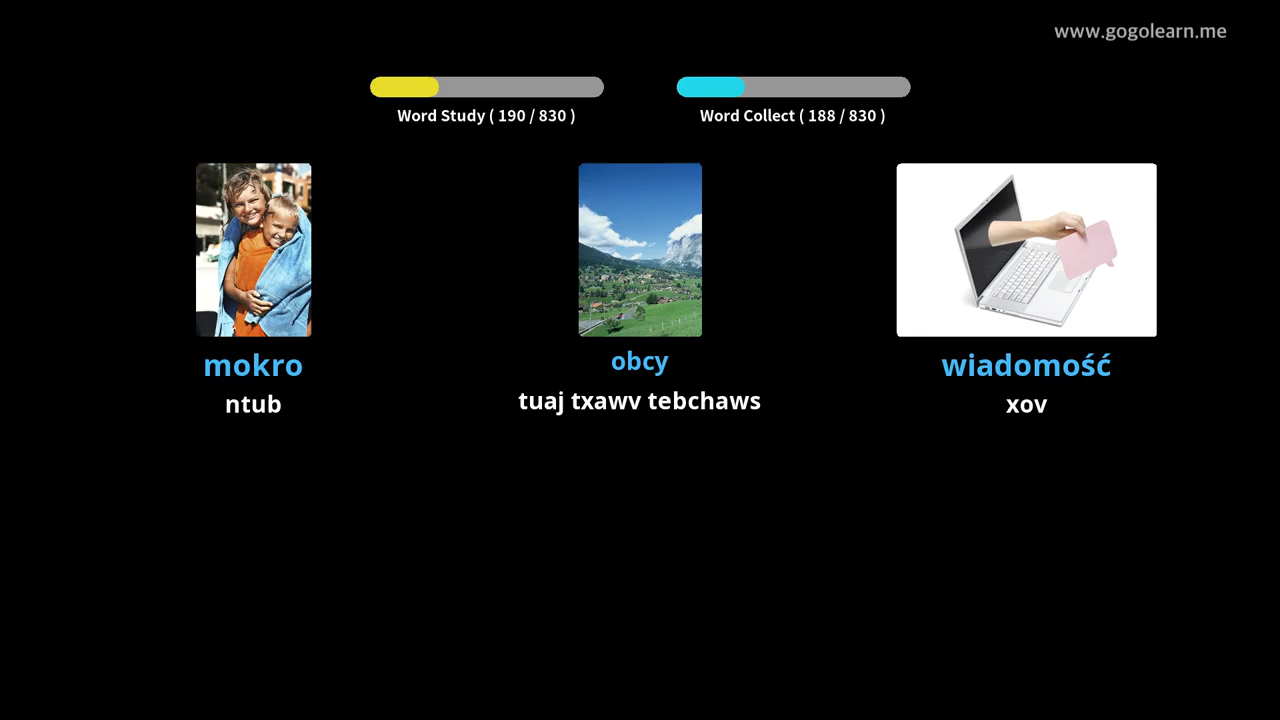 www.gogolearn.me
Word Study ( 190 / 830 )
Word Collect ( 188 / 830 )
mokro
ntub
obcy
tuaj txawv tebchaws
wiadomość
xov